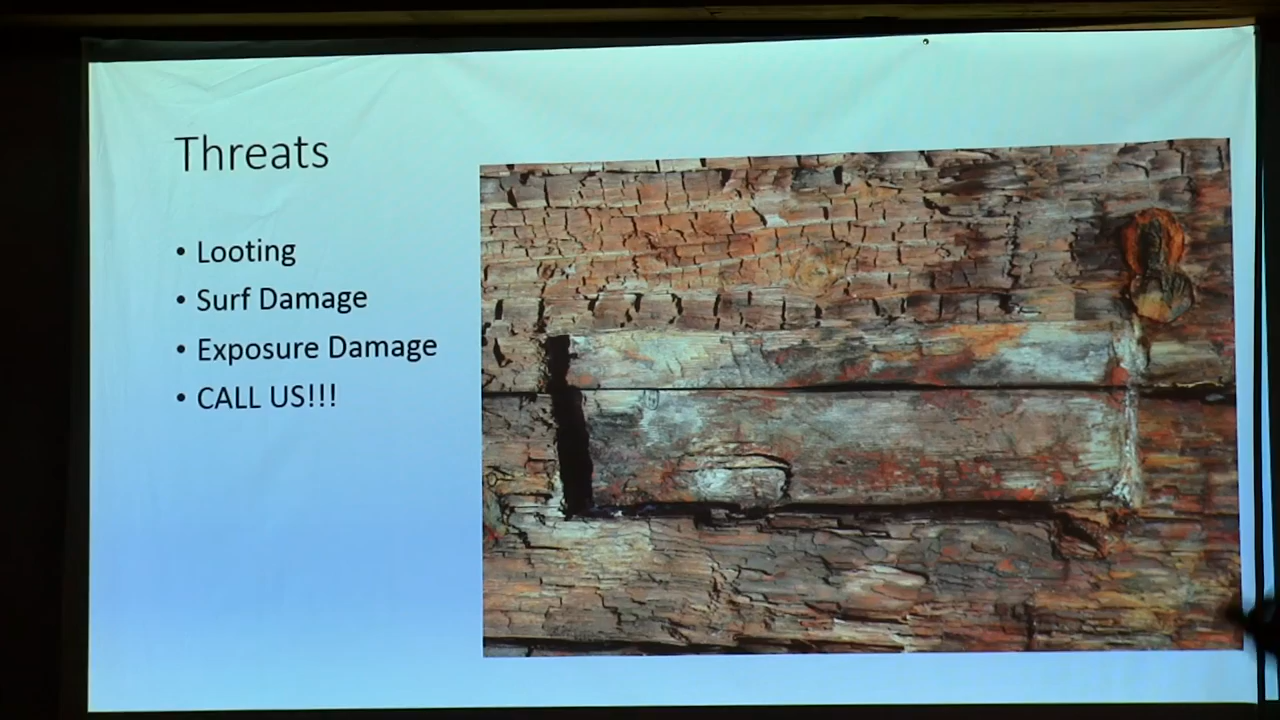 Threats
• Looting
• Surf Damage
• Exposure Damage
• CALL US!!!